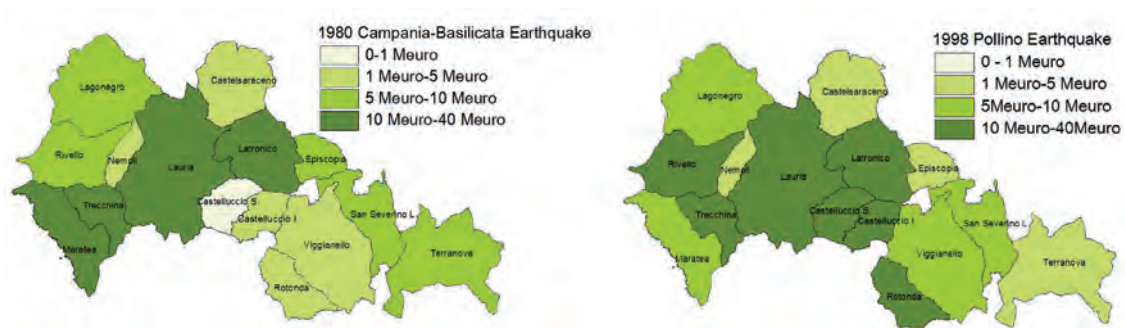 1980 Campania-Basilicata Earthquake
0-1 Meuro
1 Meuro-5 Meuro
5 Meuro-10 Meuro
10 Meuro-40 Meuro
Castelsaraceno
Lagonegro
Rivello
Nempli
Lauria
Latronico
Episcopia
Trecchina
Castelluccio S.
Castelluccio I.
San Severino L.
Maratea
Viggianello
Terranova
Rotonda
1998 Pollino Earthquake
0 - 1 Meuro
1 Meuro-5 Meuro
5Meuro-10 Meuro
10 Meuro-40Meuro
Castelsaraceno
Lagonegro
Rivello
Nempli
Lauria
Latronico
Episcopia
Trecchina
Castelluccio S.
Castelluccio I.
San Severino L.
Maratea
Viggianello
Terranova
Rotonda